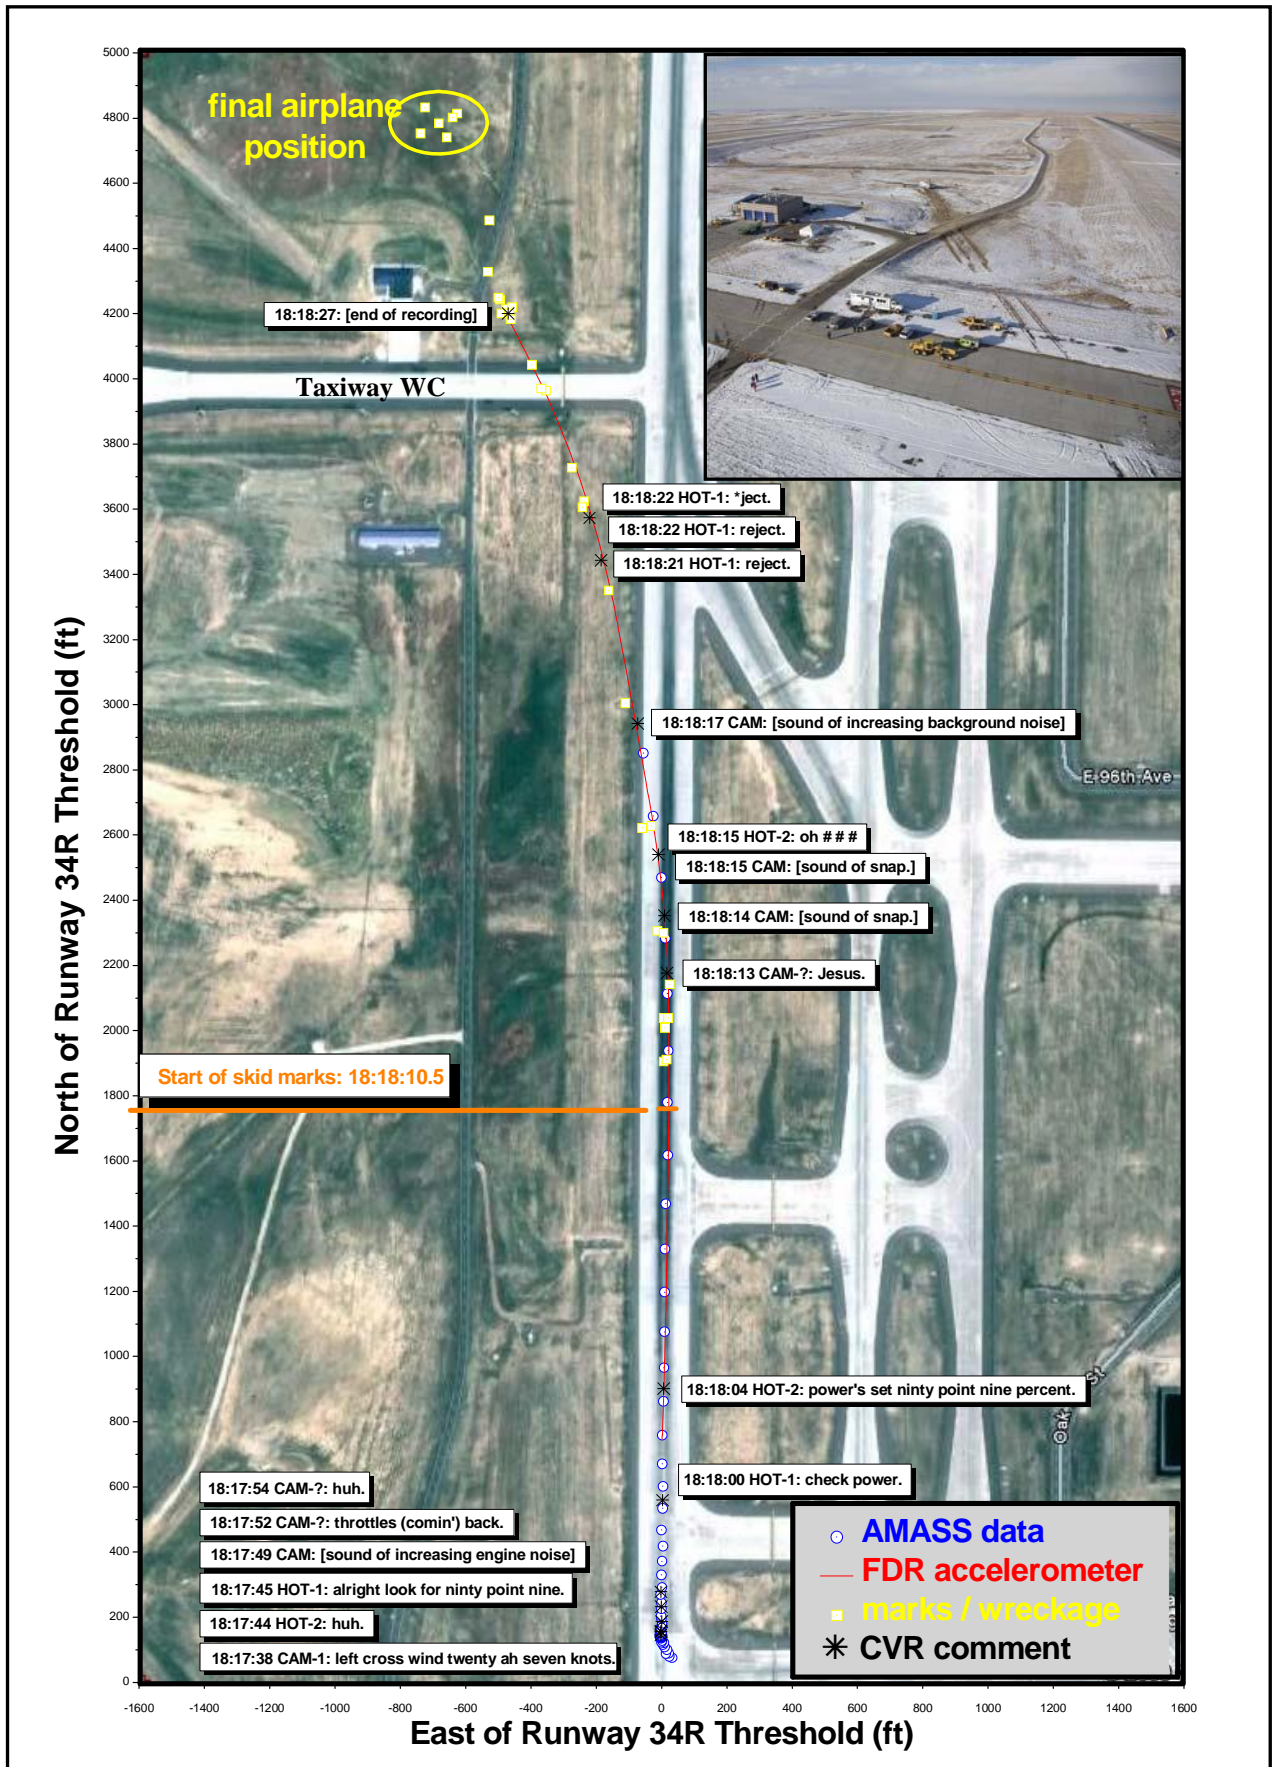 5000
4800
4600
4400
4200
4000
3800
3600
3400
3200
3000
2800
2600
2400
2200
2000
1800
1600
1400
1200
1000
800
600
400
200
0
North of Runway 34R Threshold (ft)
final airplane
position
18:18:27: [end of recording]
Taxiway WC
18:18:22 HOT-1: *ject.
18:18:22 HOT-1: reject.
18:18:21 HOT-1: reject.
18:18:17 CAM: [sound of increasing background noise]
E 96th Ave
18:18:15 HOT-2: oh # # #
18:18:15 CAM: [sound of snap.]
18:18:14 CAM: [sound of snap.]
18:18:13 CAM-?: Jesus.
Start of skid marks: 18:18:10.5
18:18:04 HOT-2: power's set ninty point nine percent.
Oak St
18:18:00 HOT-1: check power.
18:17:54 CAM-?: huh.
18:17:52 CAM-?: throttles (comin') back.
18:17:49 CAM: [sound of increasing engine noise]
18:17:45 HOT-1: alright look for ninty point nine.
18:17:44 HOT-2: huh.
18:17:38 CAM-1: left cross wind twenty ah seven knots.
AMASS data
FDR accelerometer
marks / wreckage
CVR comment
-1600 -1400 -1200 -1000 -800 -600 -400 -200 0 200 400 600 800 1000 1200 1400 1600
East of Runway 34R Threshold (ft)